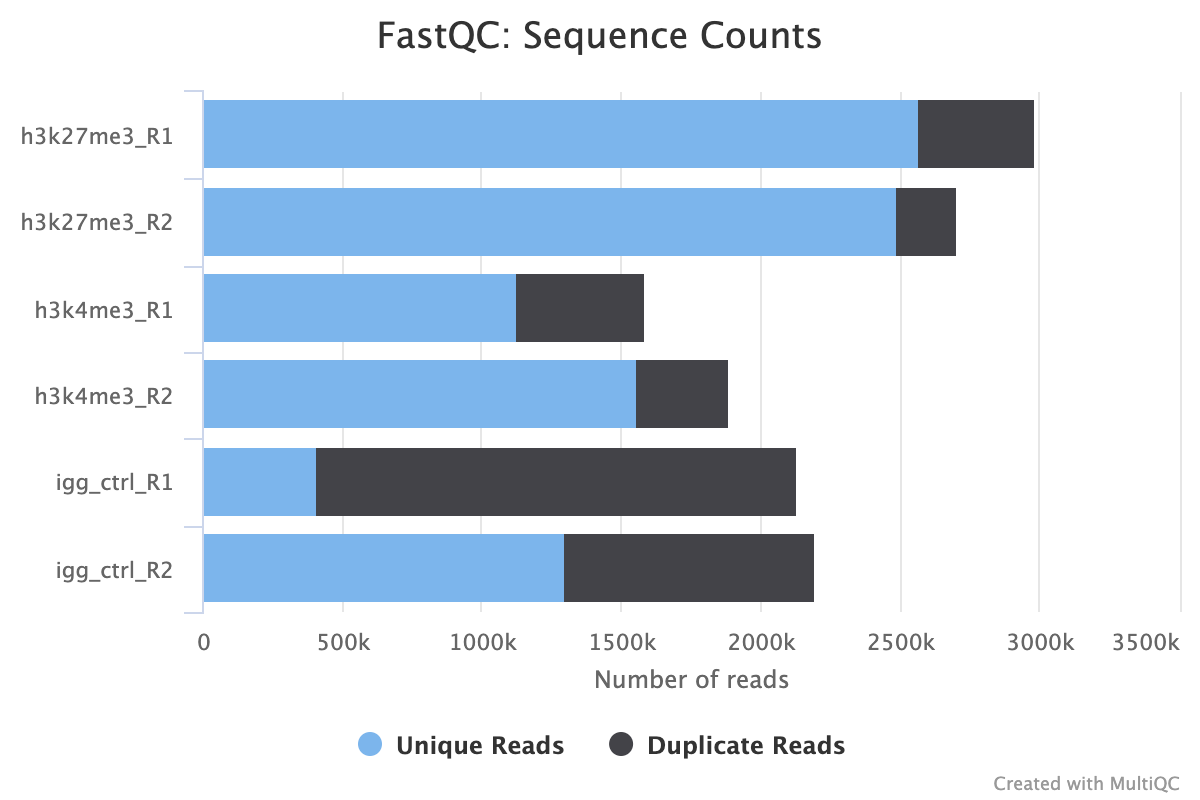 FastQC: Sequence Counts
h3k27me3_R1
h3k27me3_R2
h3k4me3_R1
h3k4me3_R2
igg_ctrl_R1
igg_ctrl_R2
0 500k 1000k 1500k 2000k 2500k 3000k 3500k
Number of reads
Unique Reads Duplicate Reads
Created with MultiQC